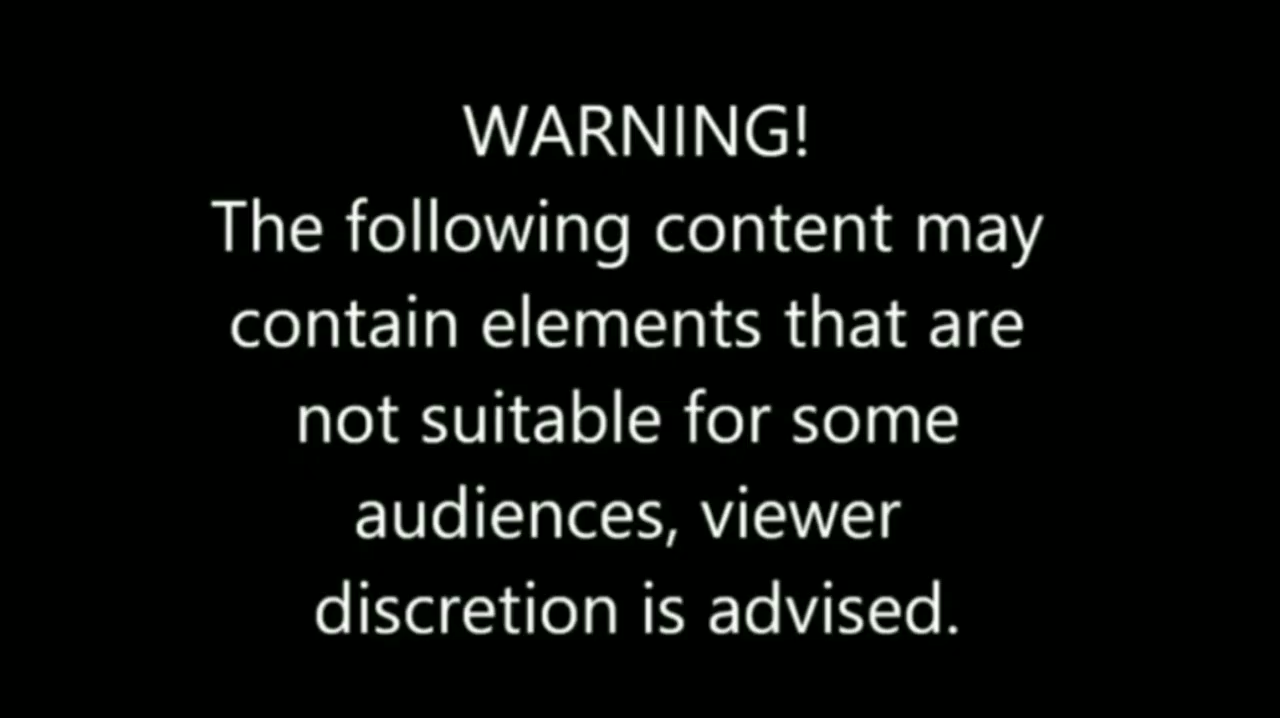 WARNING!
The following content may
contain elements that are
not suitable for some
audiences, viewer
discretion is advised.